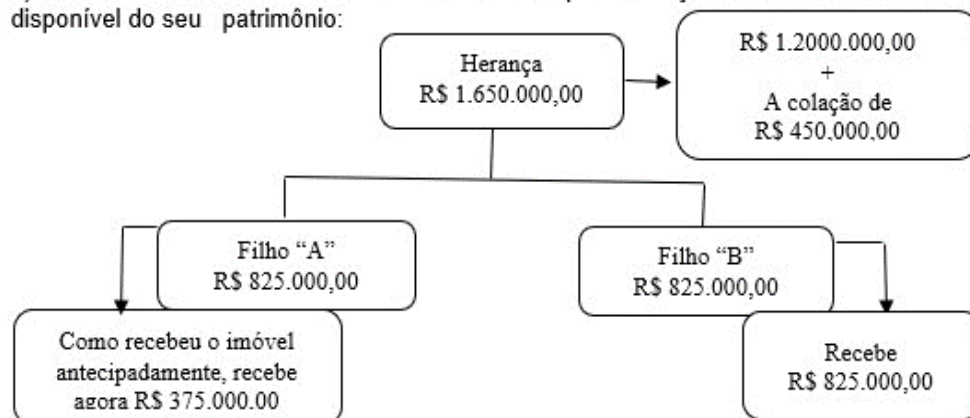 disponível do seu patrimônio:
Herança
R$ 1.650.000,00
R$ 1.2000.000,00
+
A colação de
R$ 450.000,00
Filho “A”
R$ 825.000,00
Filho “B”
R$ 825.000,00
Como recebeu o imóvel
antecipadamente, recebe
agora R$ 375.000.00
Recebe
R$ 825.000,00